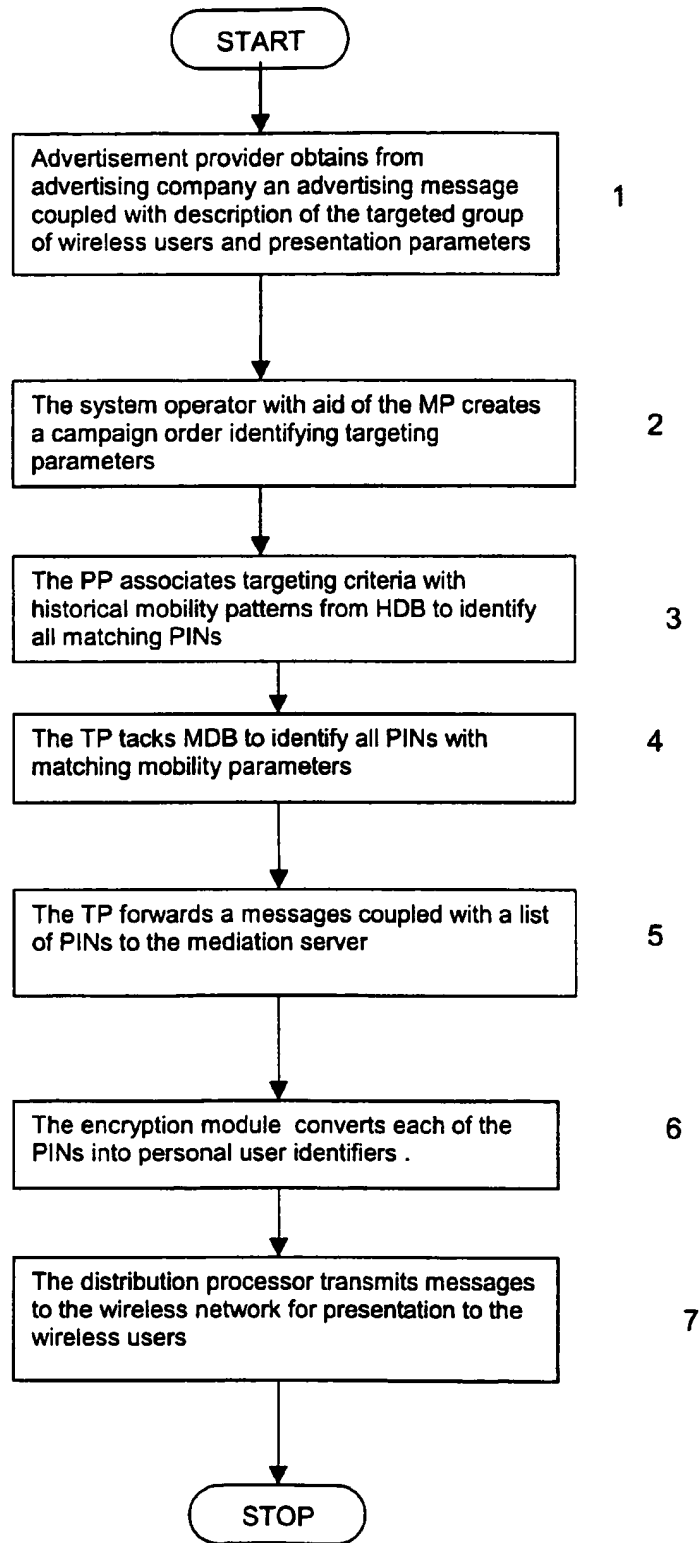 START
Advertisement provider obtains from
advertising company an advertising message
coupled with description of the targeted group
of wireless users and presentation parameters
1
The system operator with aid of the MP creates
a campaign order identifying targeting
parameters
2
The PP associates targeting criteria with
historical mobility patterns from HDB to identify
all matching PINs
3
The TP tacks MDB to identify all PINs with
matching mobility parameters
4
The TP forwards a messages coupled with a list
of PINs to the mediation server
5
The encryption module converts each of the
PINs into personal user identifiers .
6
The distribution processor transmits messages
to the wireless network for presentation to the
wireless users
7
STOP